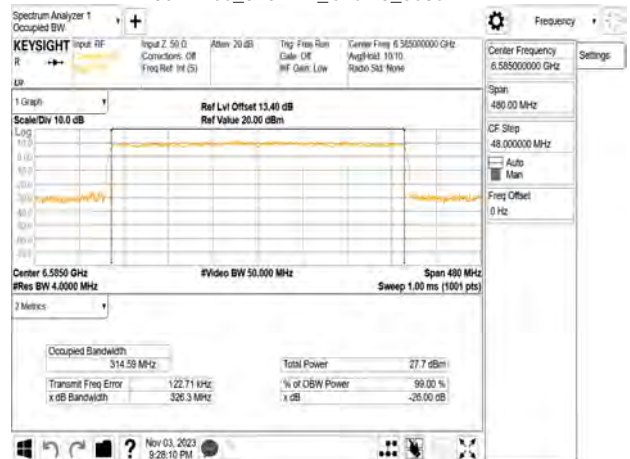 Spectrum Analyzer 1
Occupied BW
Frequency
KEYSIGHT Input: RF
R
Input Z: 50 Ω
Corrections: Off
Freq Ref: Int (S)
Atten: 20 dB
Trig: Free Run
Gate: Off
#IF Gain: Low
Center Freq: 6.585000000 GHz
Avg|Hold: 10/10
Radio Std: None
Center Frequency
6.585000000 GHz
Settings
Span
480.00 MHz
CF Step
48.000000 MHz
Auto
Man
Freq Offset
0 Hz
1 Graph
Scale/Div 10.0 dB
Ref Lvl Offset 13.40 dB
Ref Value 20.00 dBm
Log
Center 6.5850 GHz
#Res BW 4.0000 MHz
#Video BW 50.000 MHz
Span 480 MHz
Sweep 1.00 ms (1001 pts)
2 Metrics
Occupied Bandwidth
314.59 MHz
Total Power 27.7 dBm
Transmit Freq Error 122.71 kHz
% of OBW Power 99.00 %
x dB Bandwidth 326.3 MHz
x dB -26.00 dB
Nov 03, 2023
9:28:10 PM